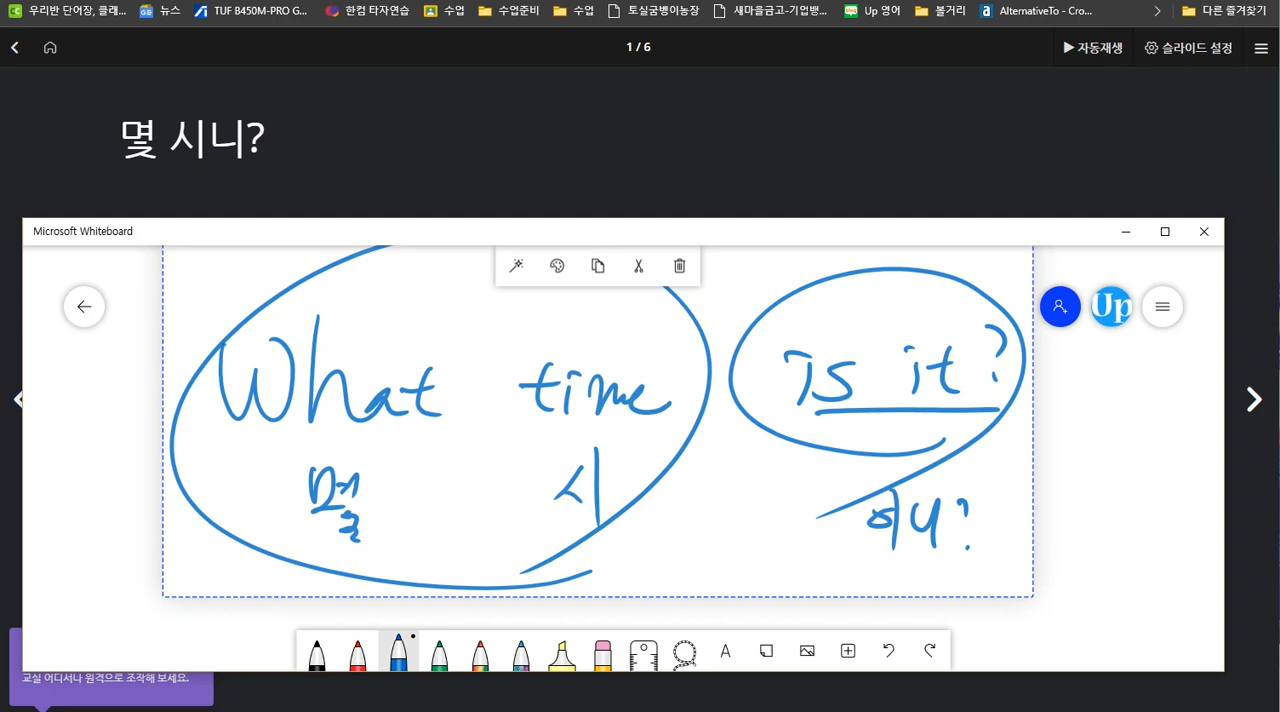 우리반 단어장, 클래... 뉴스 TUF B450M-PRO G... 한컴 타자연습 수업 수업준비 수업 토실굼벵이농장 새마을금고-기업뱅... Up 영어 볼거리 AlternativeTo - Cro... 다른 즐겨찾기
1 / 6 자동재생 슬라이드 설정
몇 시니?
Microsoft Whiteboard
Up
What time is it?
몇 시 이니?
A
교실 어디서나 원격으로 조작해 보세요.